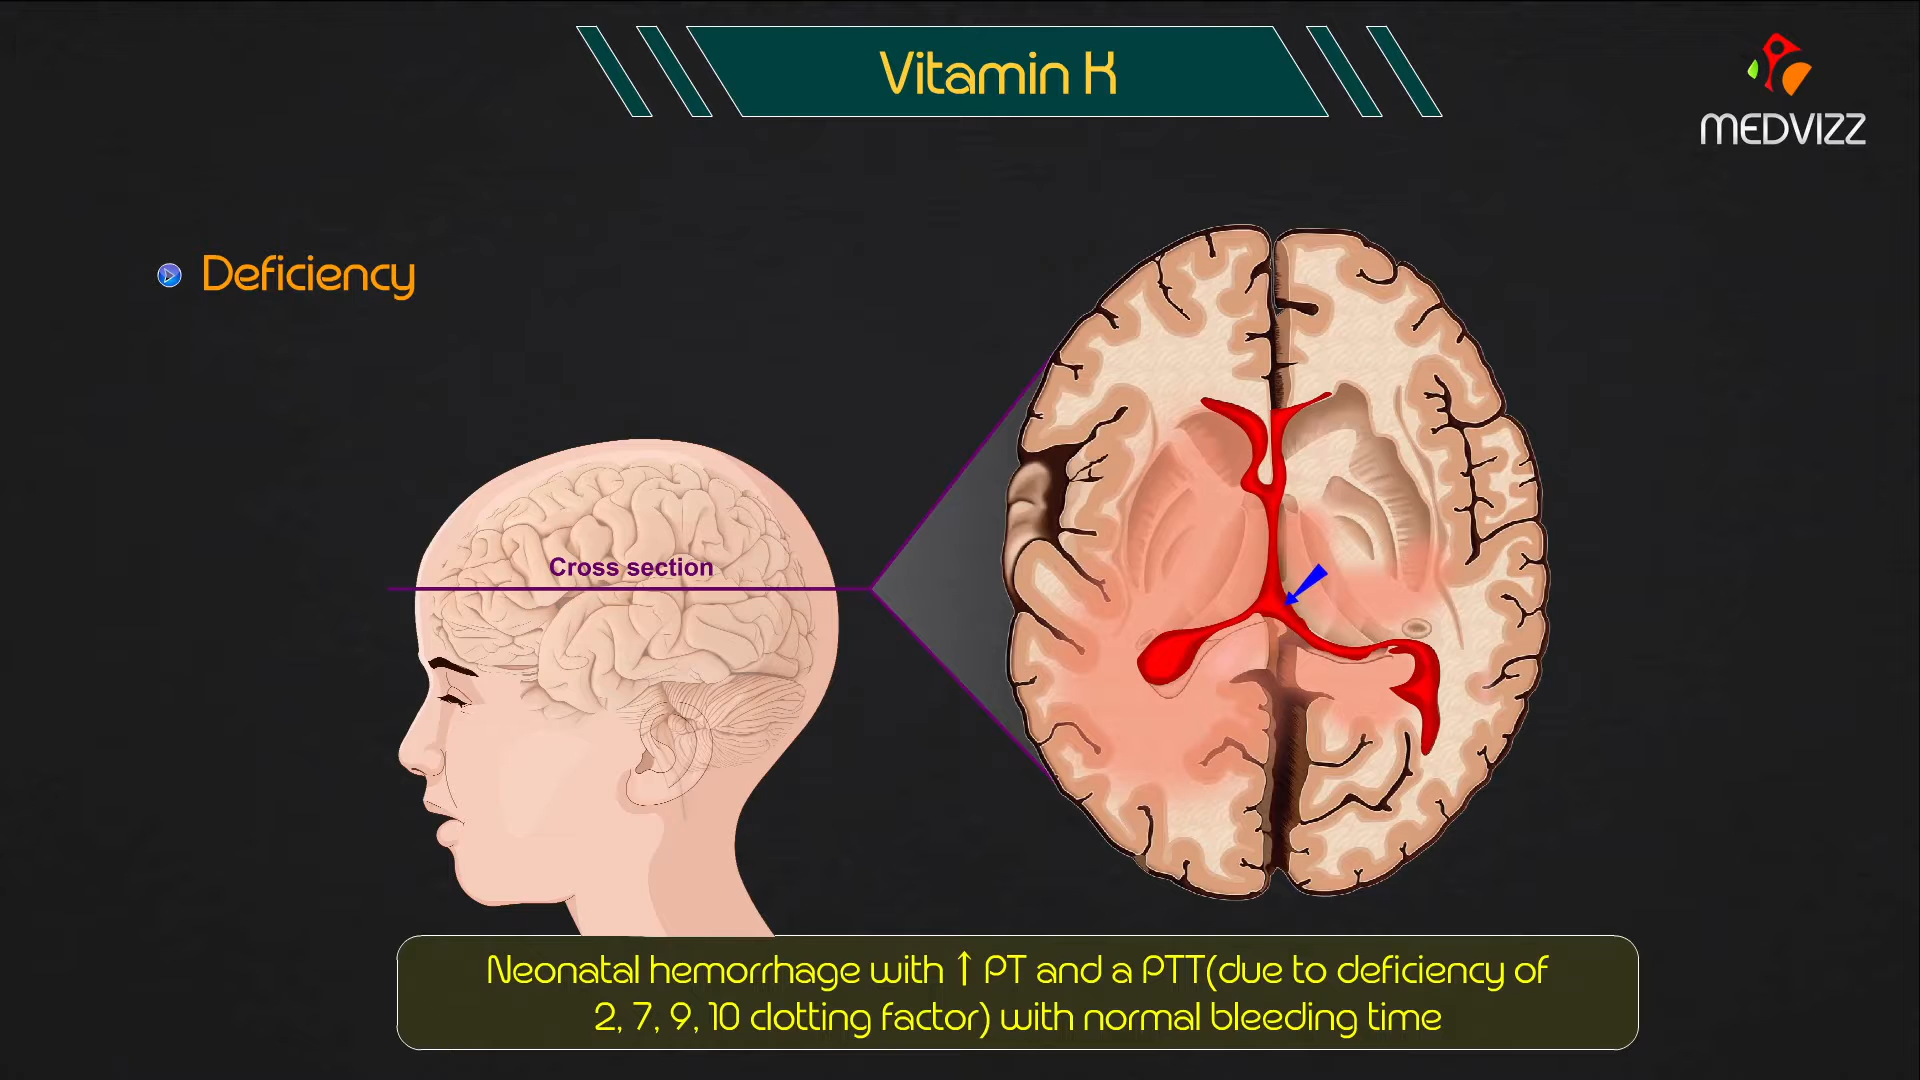 Vitamin K
MEDVIZZ
Deficiency
Cross section
Neonatal hemorrhage with ↑ PT and a PTT(due to deficiency of
2, 7, 9, 10 clotting factor) with normal bleeding time